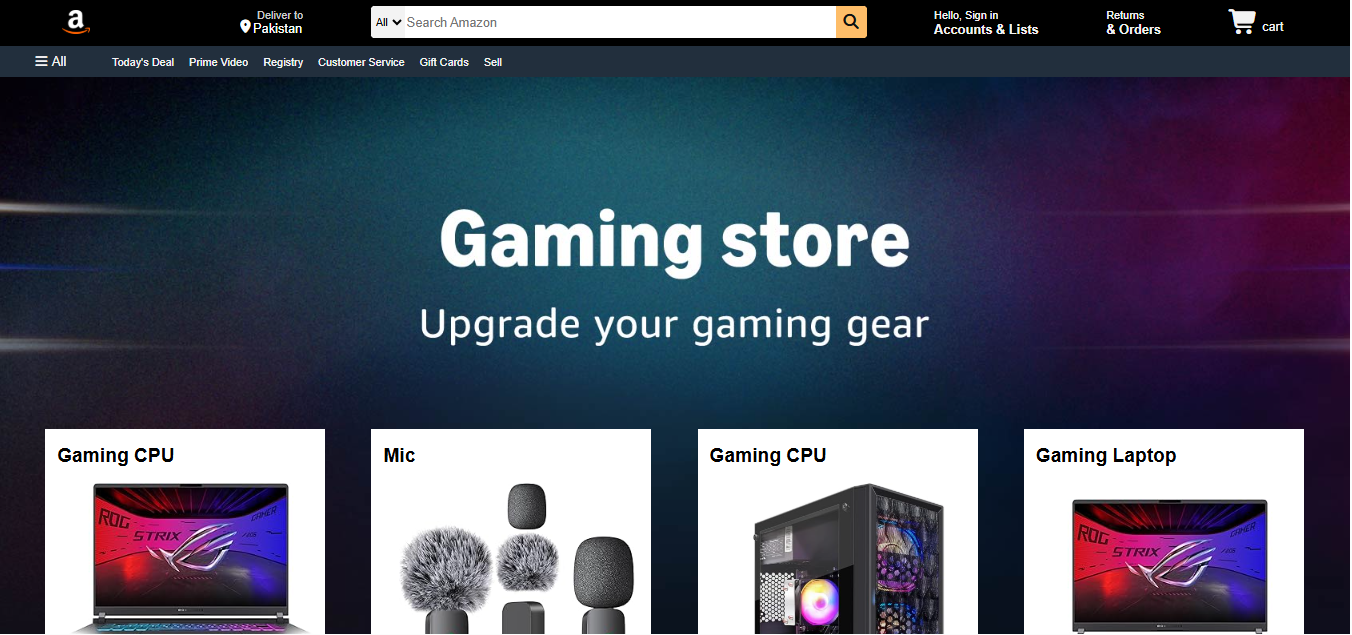 a
Deliver to
Pakistan
All
Search Amazon
Hello, Sign in
Accounts & Lists
Returns
& Orders
cart
All
Today's Deal
Prime Video
Registry
Customer Service
Gift Cards
Sell
Gaming store
Upgrade your gaming gear
Gaming CPU
Mic
Gaming CPU
Gaming Laptop
ROG
STRIX
GAMER
ROG
STRIX
GAMER